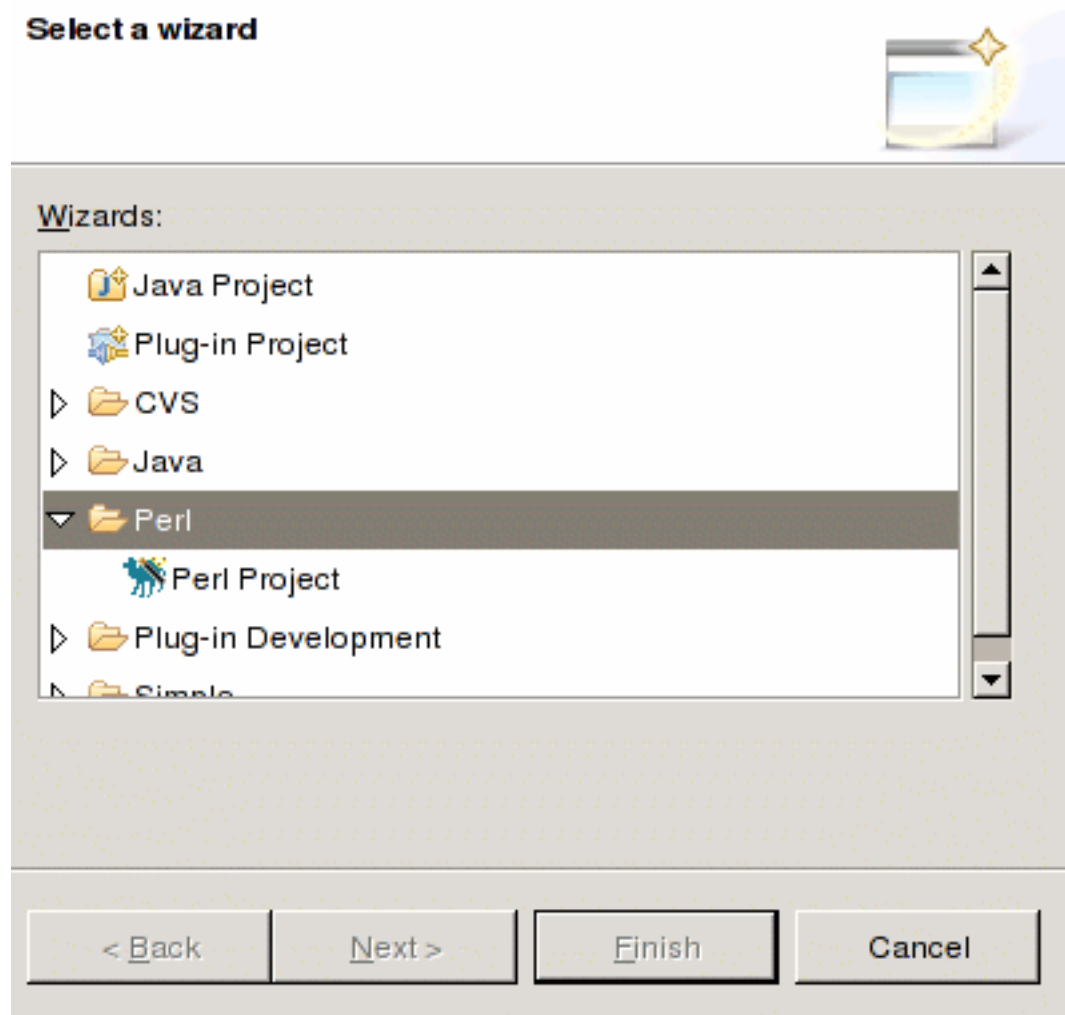 Select a wizard
Wizards:
Java Project
Plug-in Project
CVS
Java
Perl
Perl Project
Plug-in Development
Simple
< Back Next > Finish Cancel